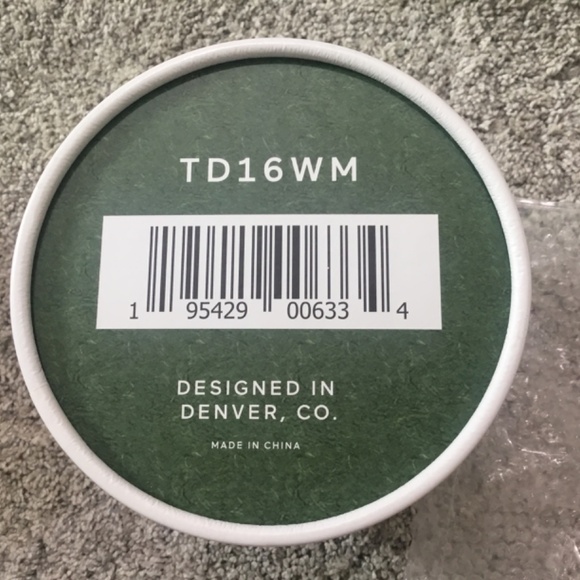 TD16WM
1 95429 00633 4
DESIGNED IN
DENVER, CO.
MADE IN CHINA